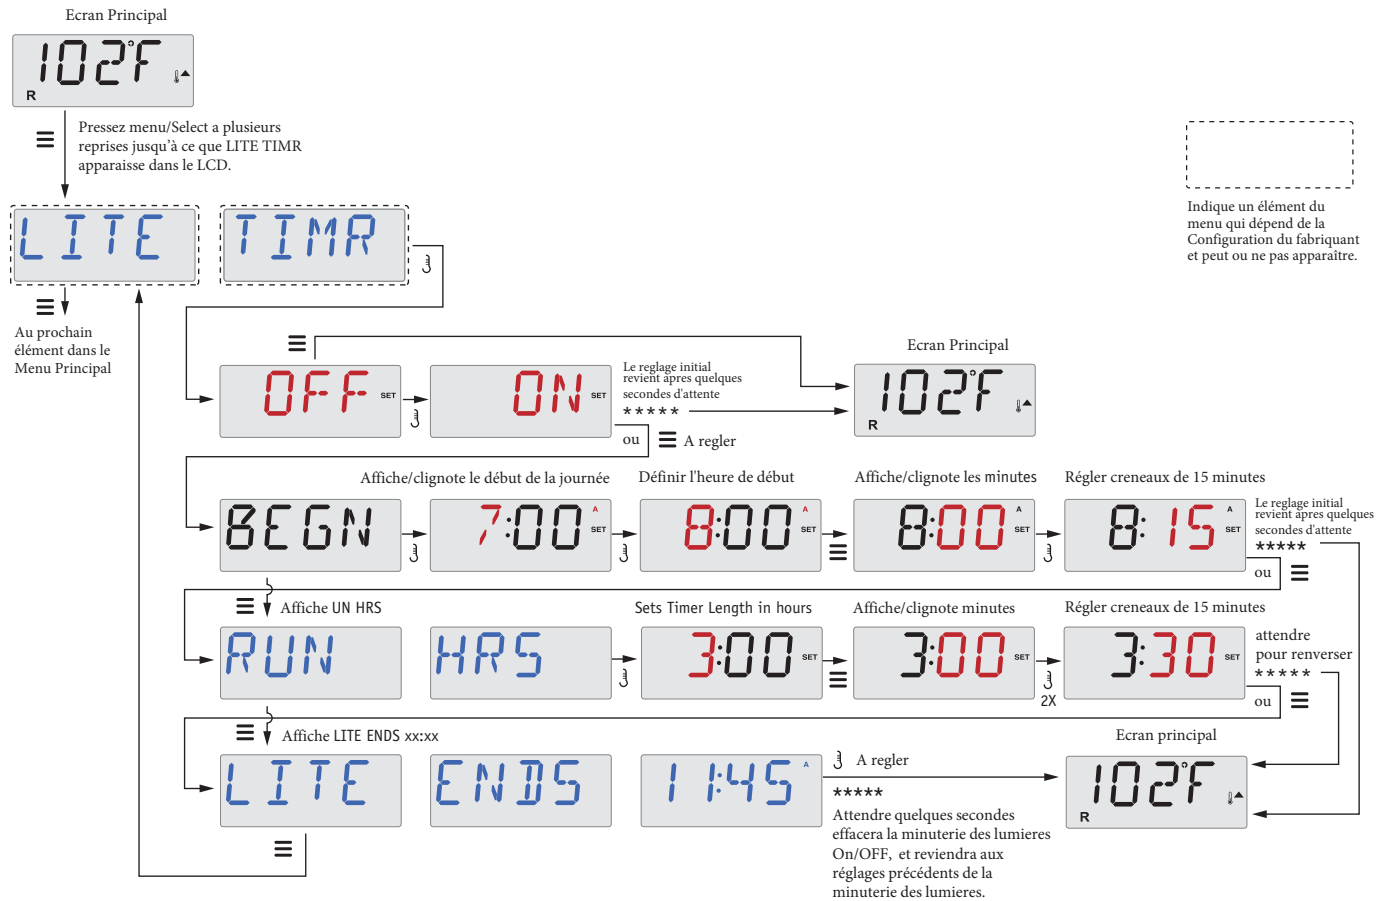 Ecran Principal
102°F
R
Pressez menu/Select a plusieurs
reprises jusqu'à ce que LITE TIMR
apparaisse dans le LCD.
Indique un élément du
menu qui dépend de la
Configuration du fabriquant
et peut ou ne pas apparaître.
LITE
TIMR
Au prochain
élément dans le
Menu Principal
OFF SET
ON SET
Le reglage initial
revient apres quelques
secondes d'attente
*****
ou
A regler
Ecran Principal
102°F
R
Affiche/clignote le début de la journée
Définir l'heure de début
Affiche/clignote les minutes
Régler creneaux de 15 minutes
BEGN
7:00 A SET
8:00 A SET
8:00 A SET
8:15 A SET
Le reglage initial
revient apres quelques
secondes d'attente
*****
ou
Affiche UN HRS
Sets Timer Length in hours
Affiche/clignote minutes
Régler creneaux de 15 minutes
RUN
HRS
3:00 SET
3:00 SET
2X
3:30 SET
attendre
pour renverser
*****
ou
Affiche LITE ENDS xx:xx
LITE
ENDS
11:45 A
A regler
*****
Attendre quelques secondes
effacera la minuterie des lumieres
On/OFF, et reviendra aux
réglages précédents de la
minuterie des lumieres.
Ecran principal
102°F
R